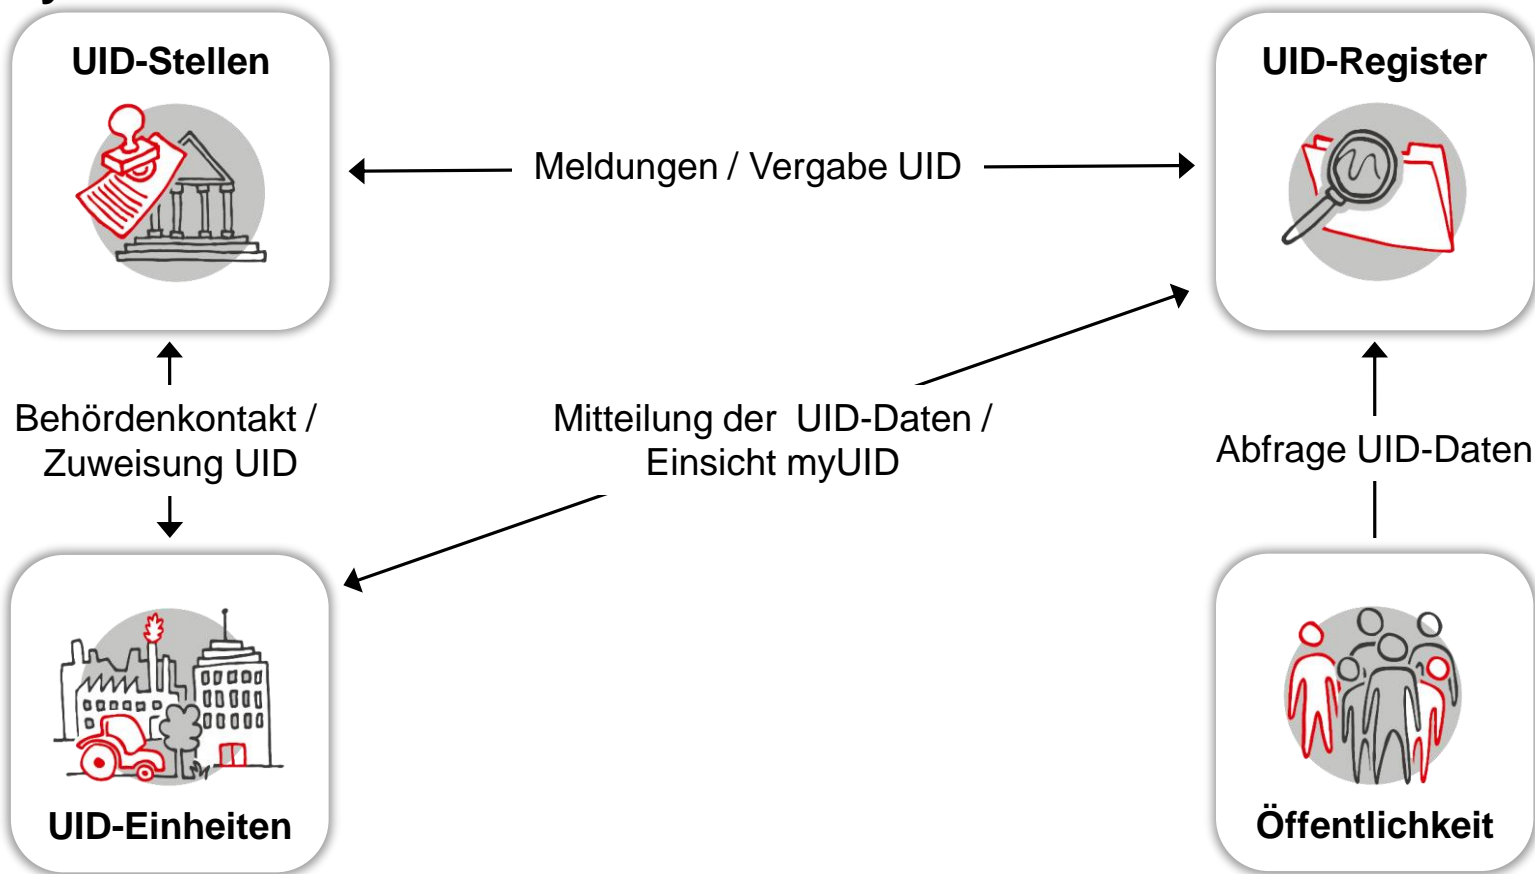 UID-Stellen
UID-Register
Meldungen / Vergabe UID
Behördenkontakt /
Zuweisung UID
Mitteilung der  UID-Daten /
Einsicht myUID
Abfrage UID-Daten
UID-Einheiten
Öffentlichkeit